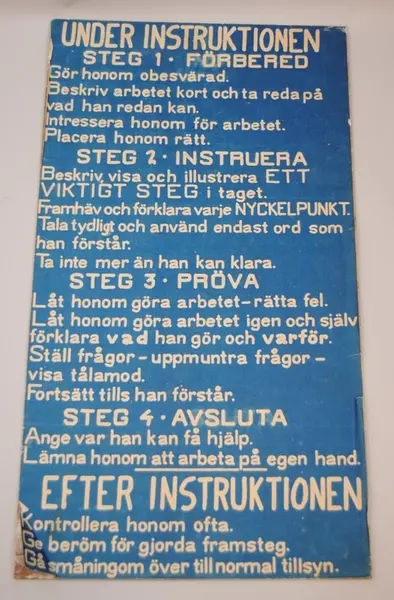 UNDER INSTRUKTIONEN
STEG 1 · FÖRBERED
Gör honom obesvärad.
Beskriv arbetet kort och ta reda på
vad han redan kan.
Intressera honom för arbetet.
Placera honom rätt.
STEG 2 · INSTRUERA
Beskriv, visa och illustrera ETT
VIKTIGT STEG i taget.
Framhäv och förklara varje NYCKELPUNKT.
Tala tydligt och använd endast ord som
han förstår.
Ta inte mer än han kan klara.
STEG 3 · PRÖVA
Låt honom göra arbetet – rätta fel.
Låt honom göra arbetet igen och själv
förklara vad han gör och varför.
Ställ frågor – uppmuntra frågor –
visa tålamod.
Fortsätt tills han förstår.
STEG 4 · AVSLUTA
Ange var han kan få hjälp.
Lämna honom att arbeta på egen hand.
EFTER INSTRUKTIONEN
Kontrollera honom ofta.
Ge beröm för gjorda framsteg.
Gå småningom över till normal tillsyn.